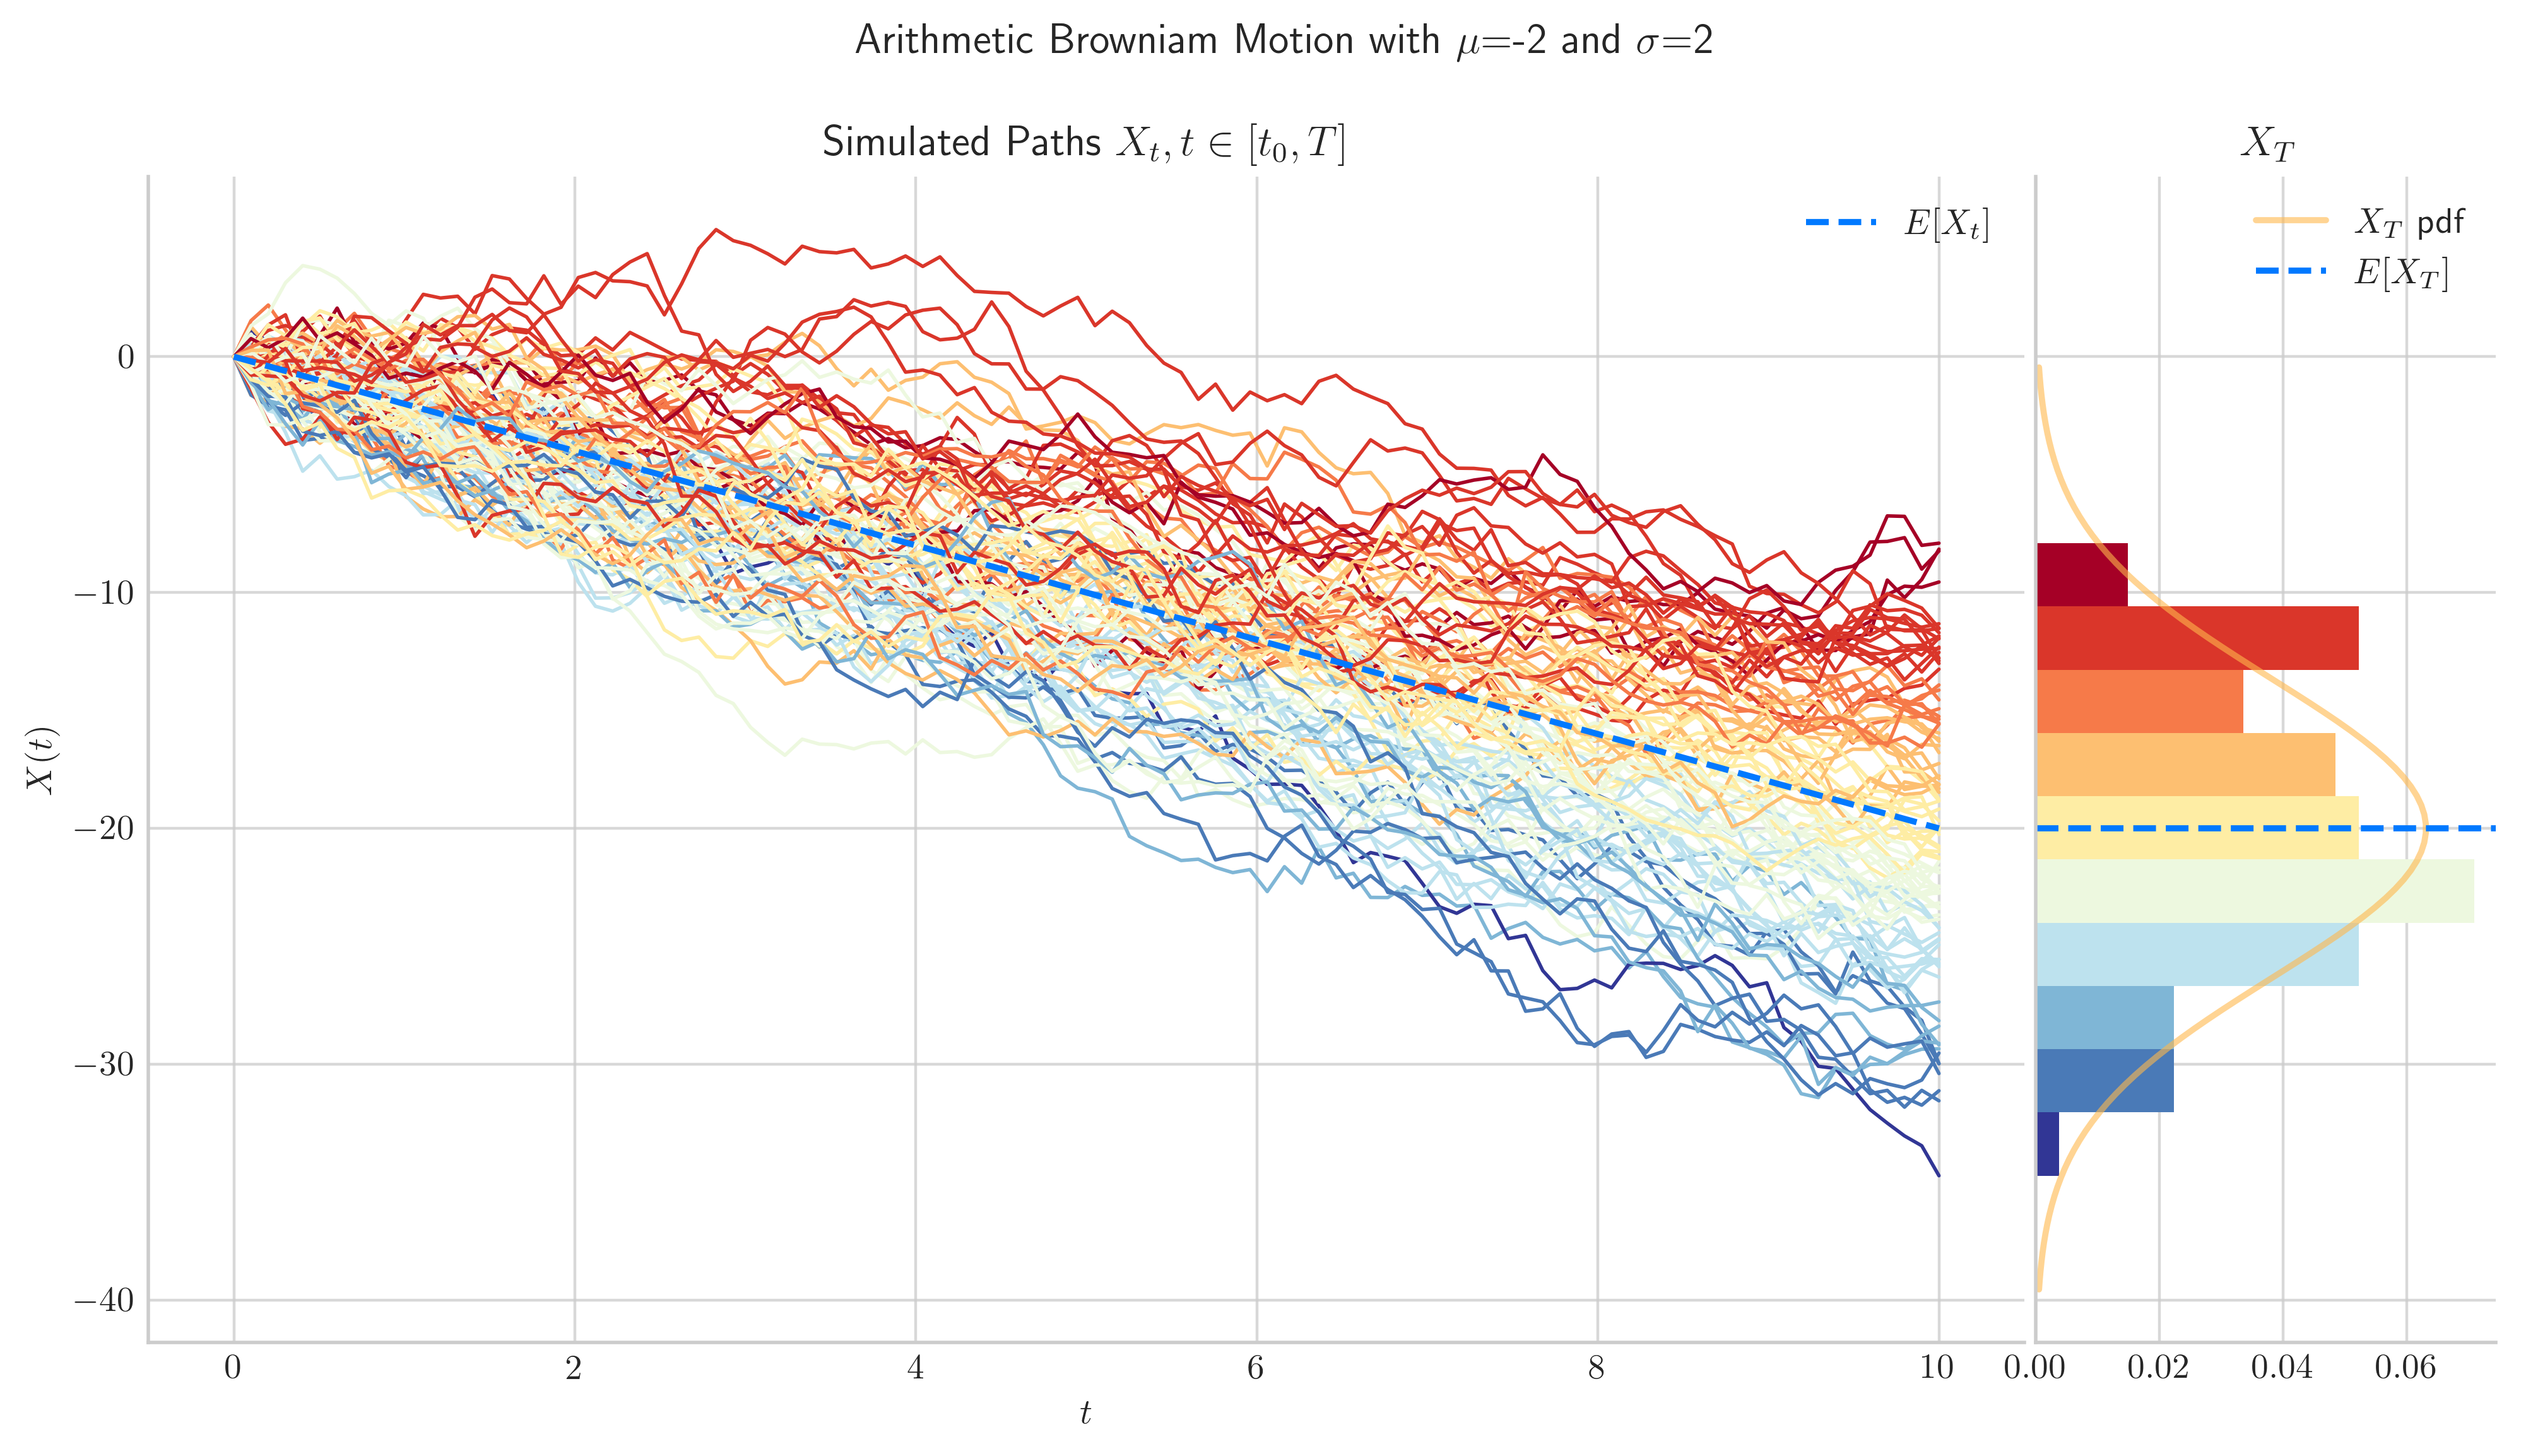 Arithmetic Browniam Motion with μ=-2 and σ=2
Simulated Paths X_t, t ∈ [t_0, T]
X_T
E[X_t]
X_T pdf
E[X_T]
0
−10
−20
−30
−40
X(t)
0 2 4 6 8 10
0.00 0.02 0.04 0.06
t